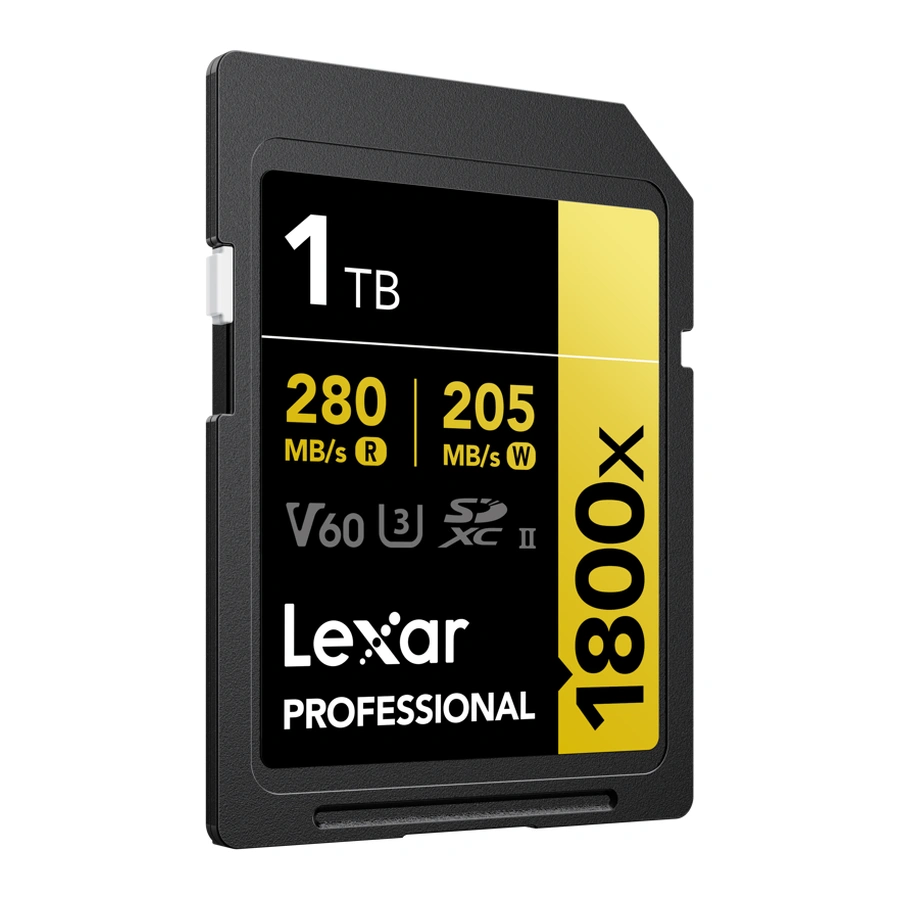 1 TB
280 MB/s R
205 MB/s W
V60 U3 SD XC II
Lexar
PROFESSIONAL
1800x